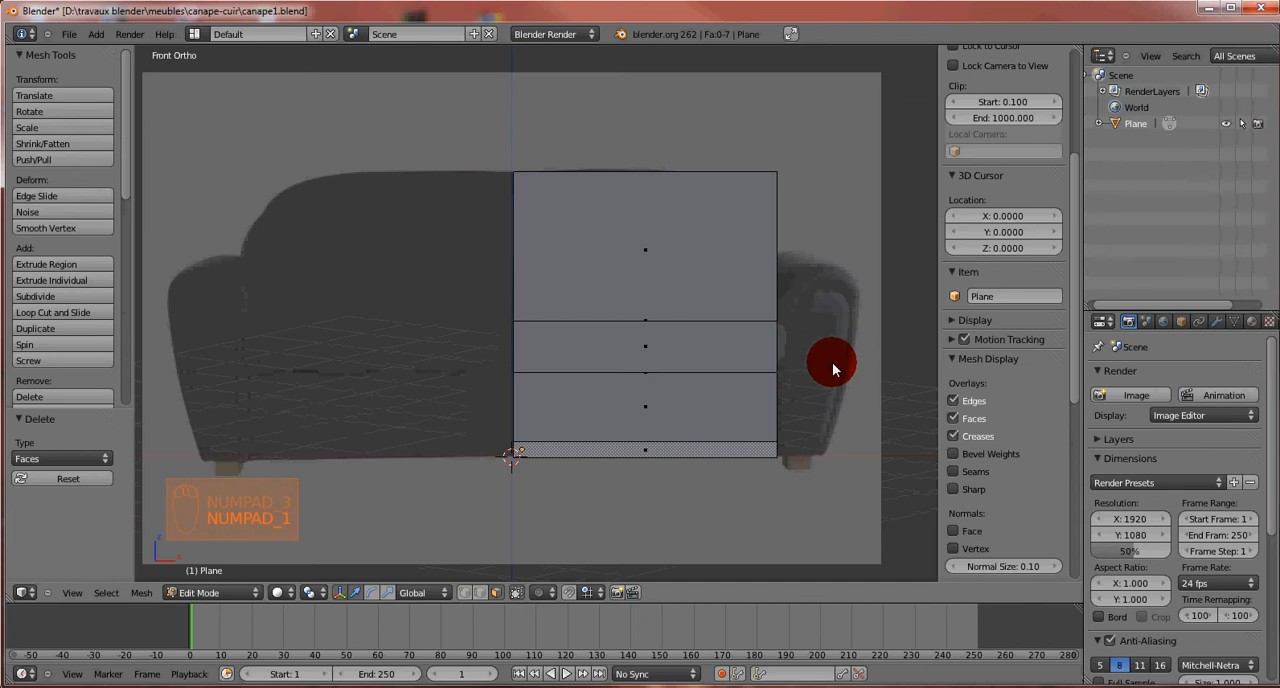 Blender* [D:\travaux blender\meubles\canape-cuir\canape1.blend]
File Add Render Help Default Scene Blender Render blender.org 262 | Fa:0-7 | Plane
Mesh Tools
Transform:
Translate
Rotate
Scale
Shrink/Fatten
Push/Pull
Deform:
Edge Slide
Noise
Smooth Vertex
Add:
Extrude Region
Extrude Individual
Subdivide
Loop Cut and Slide
Duplicate
Spin
Screw
Remove:
Delete
Delete
Type
Faces
Reset
Front Ortho
NUMPAD_3
NUMPAD_1
z
x
(1) Plane
View Select Mesh Edit Mode Global
Lock to Cursor
Lock Camera to View
Clip:
Start: 0.100
End: 1000.000
Local Camera:
3D Cursor
Location:
X: 0.0000
Y: 0.0000
Z: 0.0000
Item
Plane
Display
Motion Tracking
Mesh Display
Overlays:
Edges
Faces
Creases
Bevel Weights
Seams
Sharp
Normals:
Face
Vertex
Normal Size: 0.10
View Search All Scenes
Scene
RenderLayers |
World
Plane |
Scene
Render
Image Animation
Display: Image Editor
Layers
Dimensions
Render Presets
Resolution: Frame Range:
X: 1920 Start Frame: 1
Y: 1080 End Fram: 250
50% Frame Step: 1
Aspect Ratio: Frame Rate:
X: 1.000 24 fps
Y: 1.000 Time Remapping:
Bord Crop 100 100
Anti-Aliasing
5 8 11 16 Mitchell-Netra
Full Sample Size: 1.000
-50 -40 -30 -20 -10 0 10 20 30 40 50 60 70 80 90 100 110 120 130 140 150 160 170 180 190 200 210 220 230 240 250 260 270 280
View Marker Frame Playback Start: 1 End: 250 1 No Sync